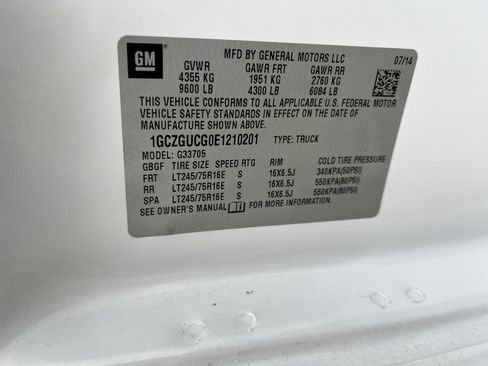 GM
MFD BY GENERAL MOTORS LLC
07/14
GVWR GAWR FRT GAWR RR
4355 KG 1951 KG 2760 KG
9600 LB 4300 LB 6084 LB
THIS VEHICLE CONFORMS TO ALL APPLICABLE U.S. FEDERAL MOTOR
VEHICLE SAFETY STANDARDS IN EFFECT ON THE DATE OF
MANUFACTURE SHOWN ABOVE.
1GCZGUCG0E1210201 TYPE: TRUCK
MODEL: G33705
GBGF TIRE SIZE SPEED RTG RIM COLD TIRE PRESSURE
FRT LT245/75R16E S 16X6.5J 340KPA(50PSI)
RR LT245/75R16E S 16X6.5J 550KPA(80PSI)
SPA LT245/75R16E S 16X6.5J 550KPA(80PSI)
SEE OWNER'S MANUAL FOR MORE INFORMATION.